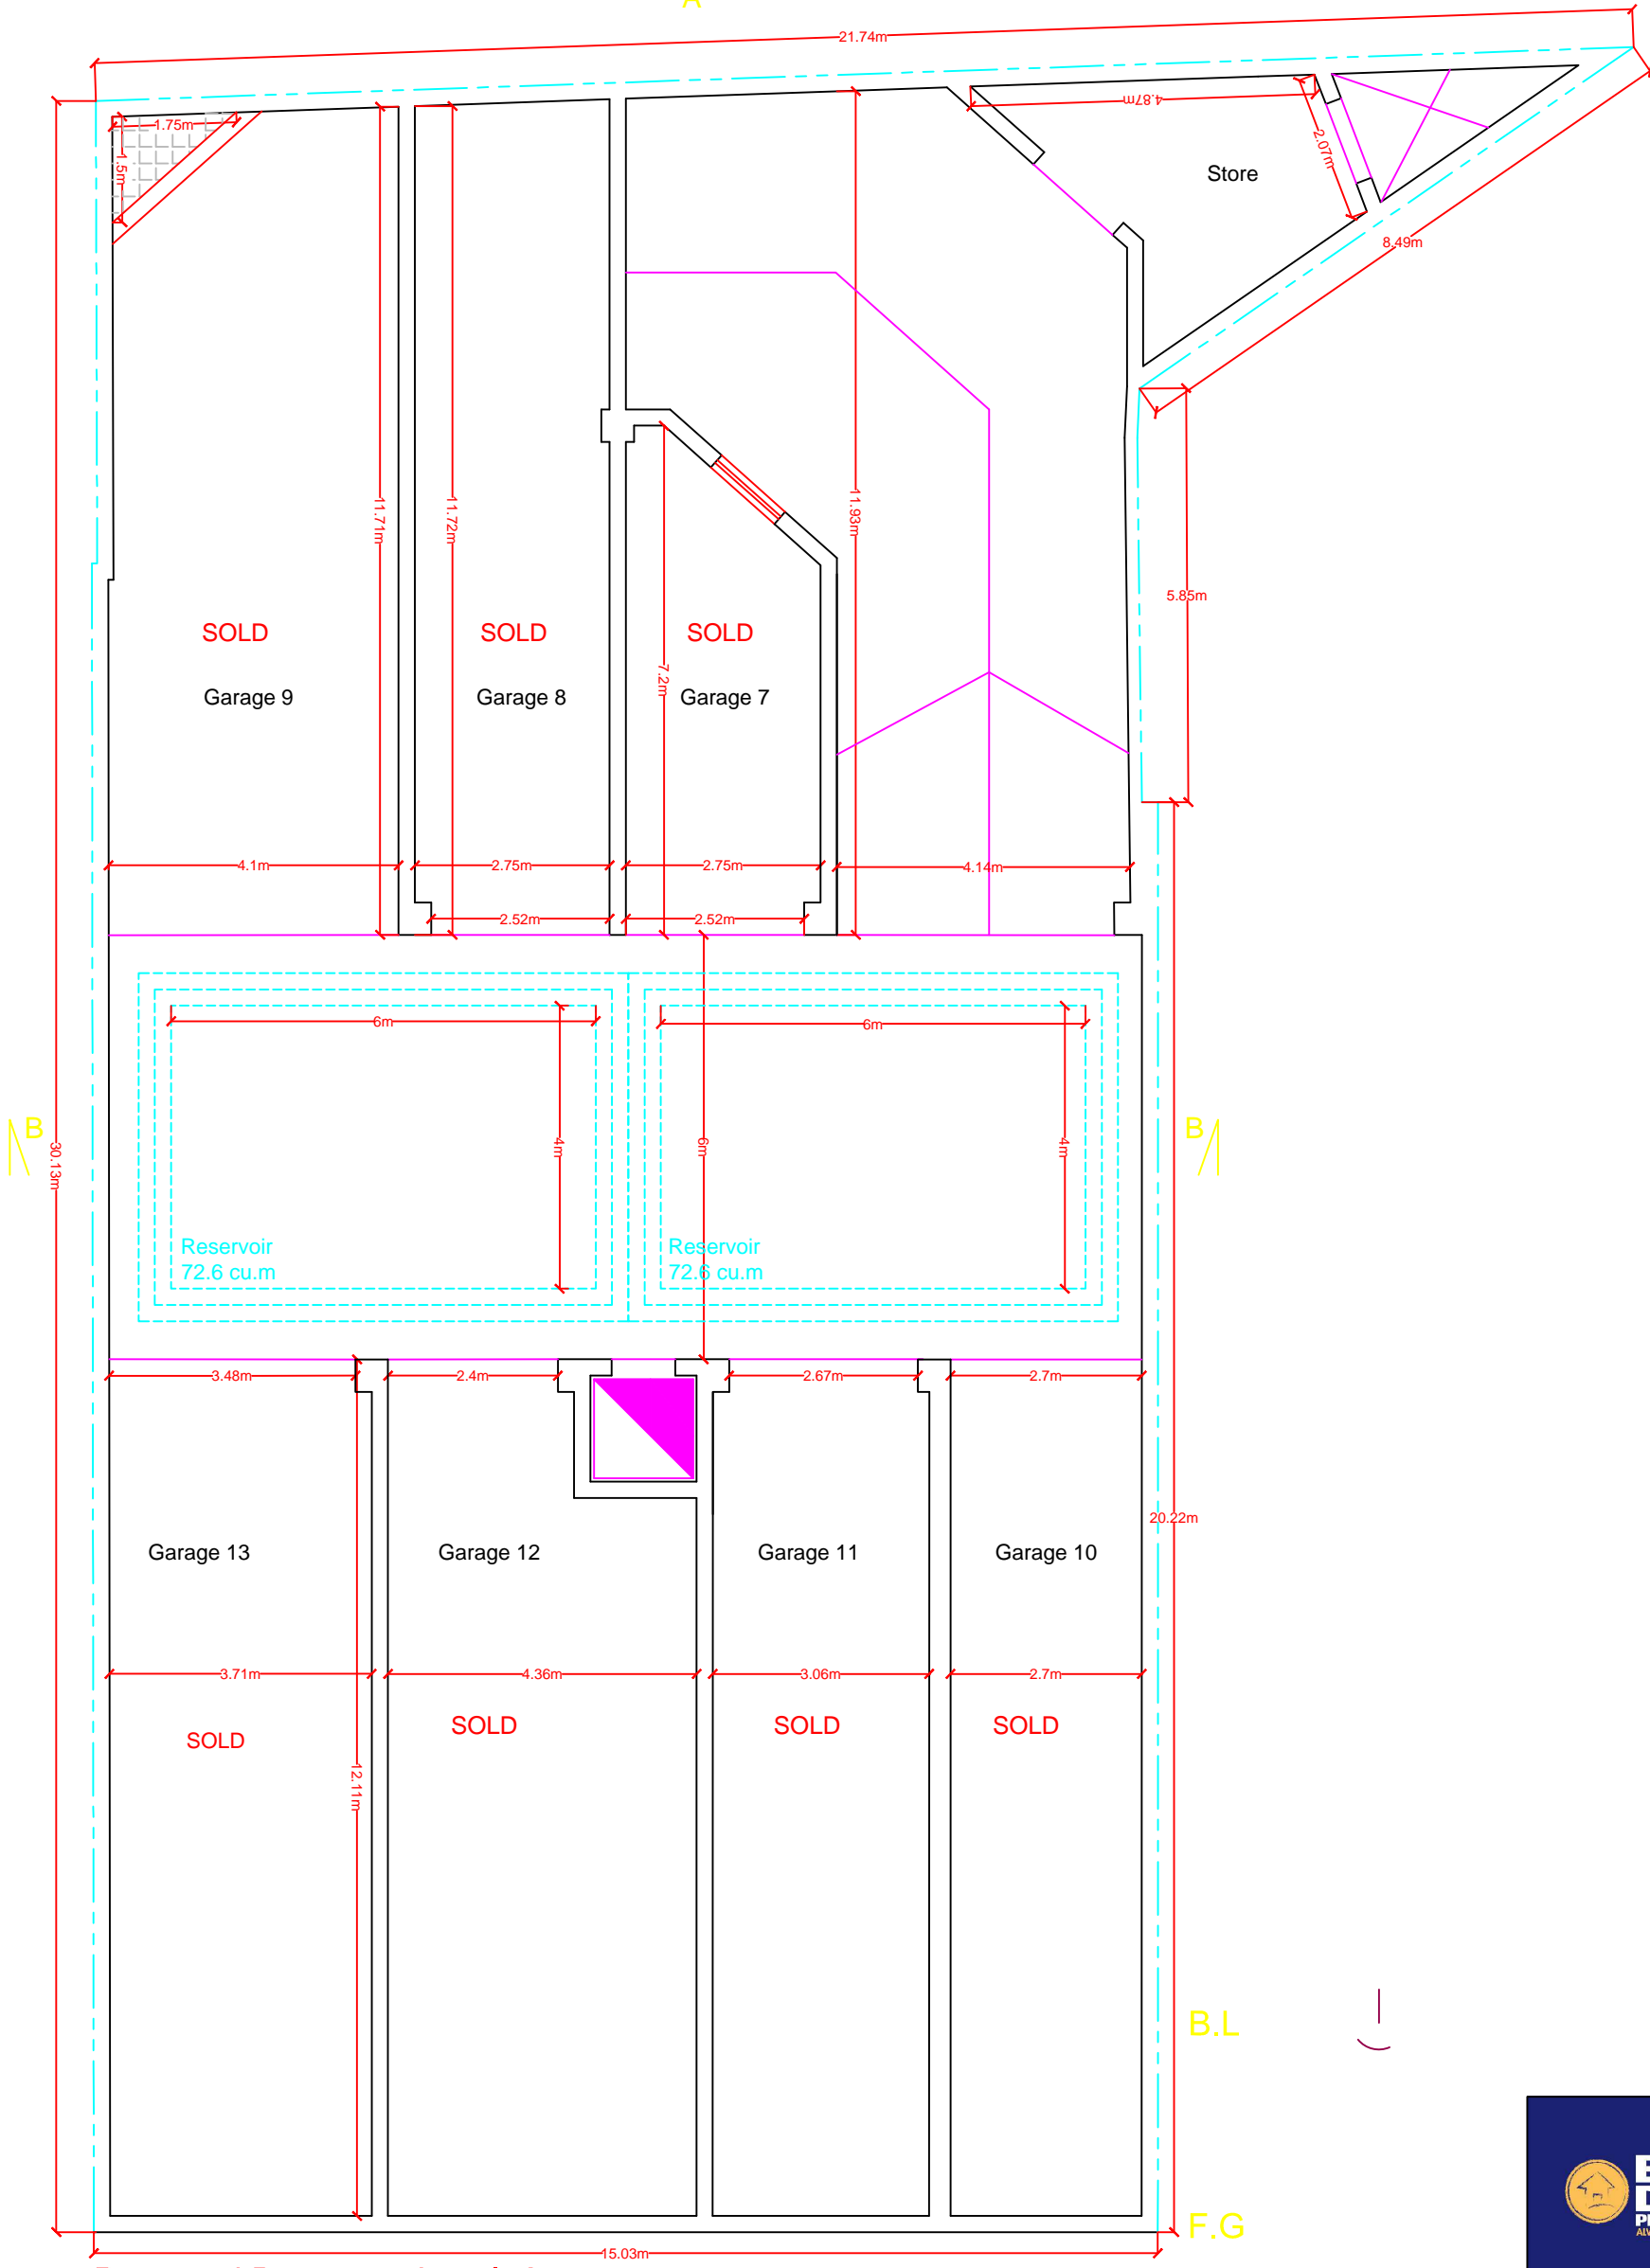 A
21.74m
1.75m
1.5m
4.87m
2.07m
Store
8.49m
11.71m
11.72m
11.93m
5.85m
SOLD
SOLD
SOLD
7.2m
Garage 9
Garage 8
Garage 7
4.1m
2.75m
2.75m
4.14m
2.52m
2.52m
6m
6m
B
B
30.13m
4m
6m
4m
Reservoir
72.6 cu.m
Reservoir
72.6 cu.m
3.48m
2.4m
2.67m
2.7m
20.22m
Garage 13
Garage 12
Garage 11
Garage 10
3.71m
4.36m
3.06m
2.7m
SOLD
SOLD
SOLD
SOLD
12.11m
B.L
F.G
15.03m